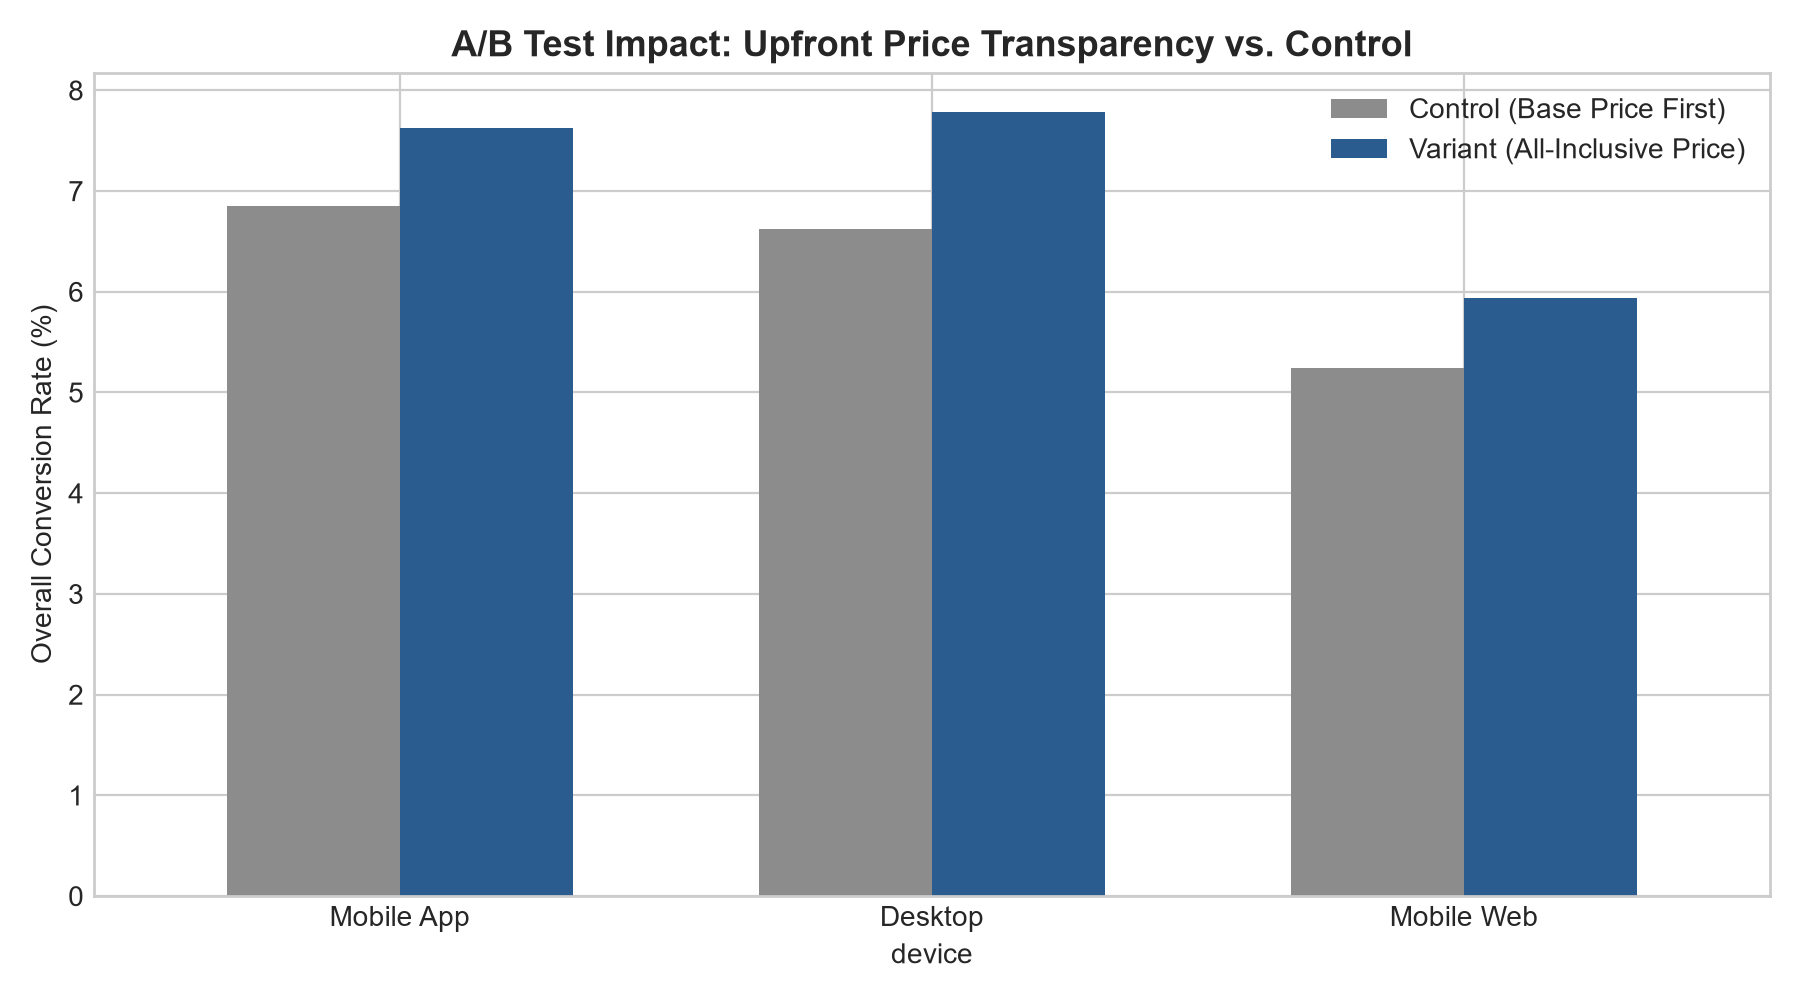 A/B Test Impact: Upfront Price Transparency vs. Control
Control (Base Price First)
Variant (All-Inclusive Price)
Overall Conversion Rate (%)
8
7
6
5
4
3
2
1
0
Mobile App
Desktop
Mobile Web
device